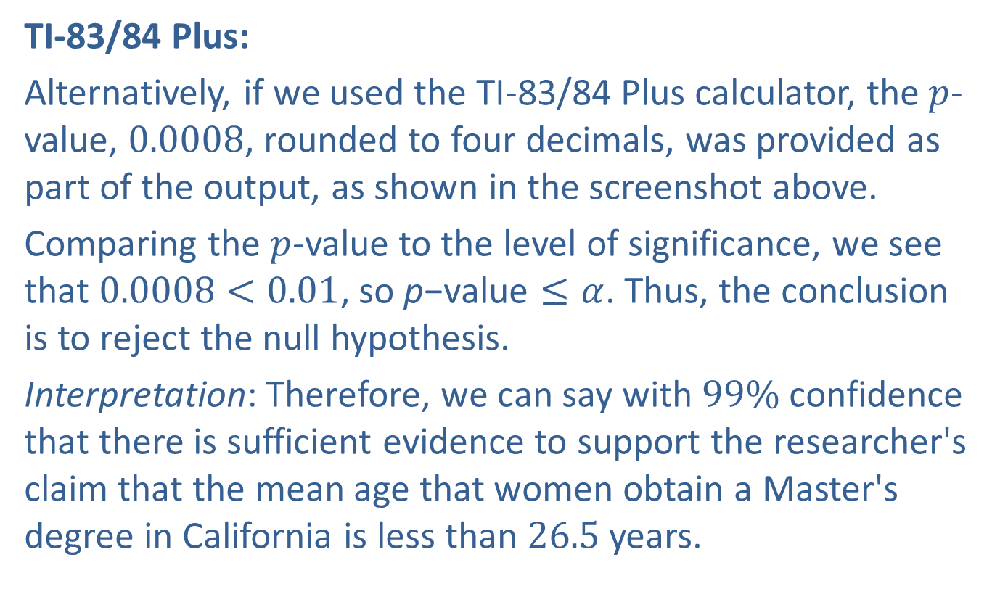 TI-83/84 Plus:
Alternatively, if we used the TI-83/84 Plus calculator, the p-
value, 0.0008, rounded to four decimals, was provided as
part of the output, as shown in the screenshot above.
Comparing the p-value to the level of significance, we see
that 0.0008 < 0.01, so p−value ≤ α. Thus, the conclusion
is to reject the null hypothesis.
Interpretation: Therefore, we can say with 99% confidence
that there is sufficient evidence to support the researcher's
claim that the mean age that women obtain a Master's
degree in California is less than 26.5 years.